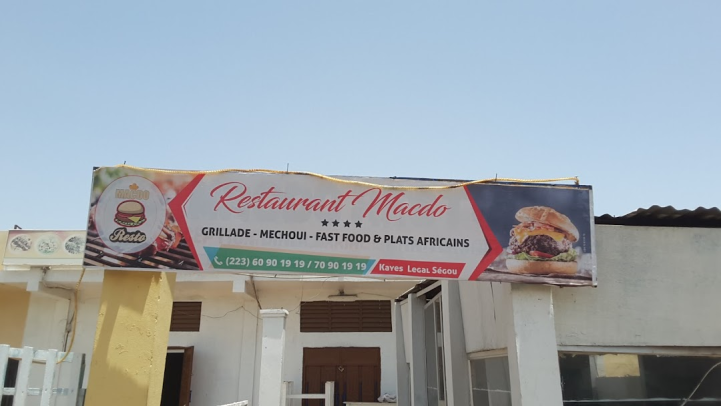 Restaurant Macdo
GRILLADE - MECHOUI - FAST FOOD & PLATS AFRICAINS
(223) 60 90 19 19 / 70 90 19 19
Kayes Legal Ségou
Resto